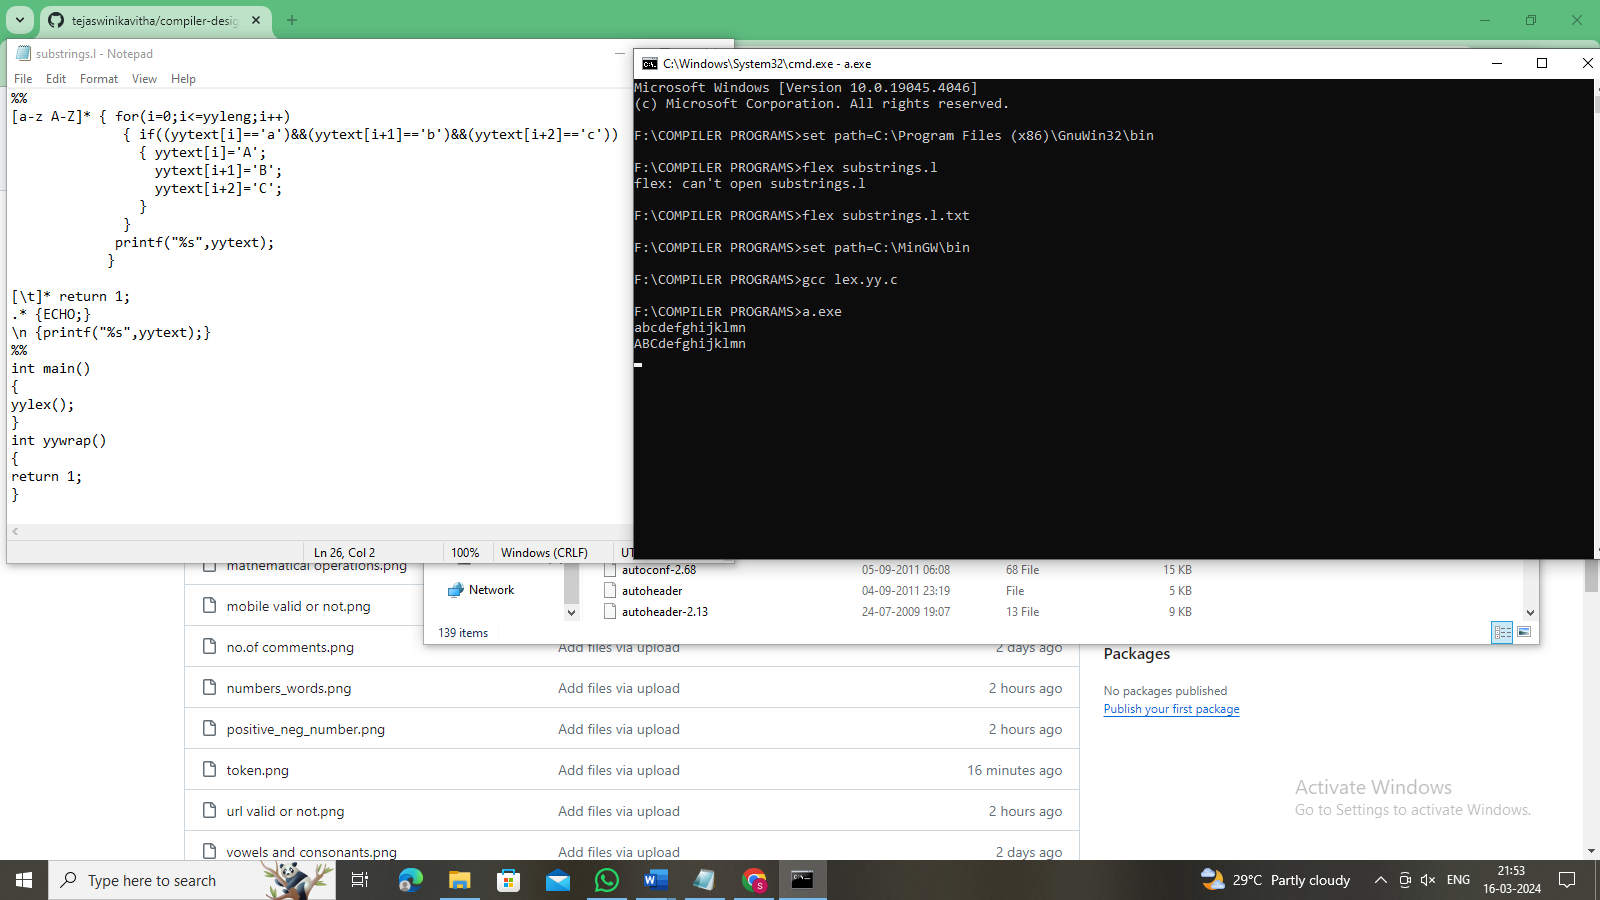 tejaswinikavitha/compiler-desig
substrings.l - Notepad
File Edit Format View Help
%%
[a-z A-Z]* { for(i=0;i<=yyleng;i++)
{ if((yytext[i]=='a')&&(yytext[i+1]=='b')&&(yytext[i+2]=='c'))
{ yytext[i]='A';
yytext[i+1]='B';
yytext[i+2]='C';
}
}
printf("%s",yytext);
}
[\t]* return 1;
.* {ECHO;}
\n {printf("%s",yytext);}
%%
int main()
{
yylex();
}
int yywrap()
{
return 1;
}
Ln 26, Col 2 100% Windows (CRLF)
C:\Windows\System32\cmd.exe - a.exe
Microsoft Windows [Version 10.0.19045.4046]
(c) Microsoft Corporation. All rights reserved.
F:\COMPILER PROGRAMS>set path=C:\Program Files (x86)\GnuWin32\bin
F:\COMPILER PROGRAMS>flex substrings.l
flex: can't open substrings.l
F:\COMPILER PROGRAMS>flex substrings.l.txt
F:\COMPILER PROGRAMS>set path=C:\MinGW\bin
F:\COMPILER PROGRAMS>gcc lex.yy.c
F:\COMPILER PROGRAMS>a.exe
abcdefghijklmn
ABCdefghijklmn
Network
autoconf-2.68 05-09-2011 06:08 68 File 15 KB
autoheader 04-09-2011 23:19 File 5 KB
autoheader-2.13 24-07-2009 19:07 13 File 9 KB
139 items
mathematical operations.png
mobile valid or not.png
no.of comments.png Add files via upload 2 days ago
numbers_words.png Add files via upload 2 hours ago
positive_neg_number.png Add files via upload 2 hours ago
token.png Add files via upload 16 minutes ago
url valid or not.png Add files via upload 2 hours ago
vowels and consonants.png Add files via upload 2 days ago
Packages
No packages published
Publish your first package
Activate Windows
Go to Settings to activate Windows.
Type here to search
29°C Partly cloudy
ENG
21:53
16-03-2024